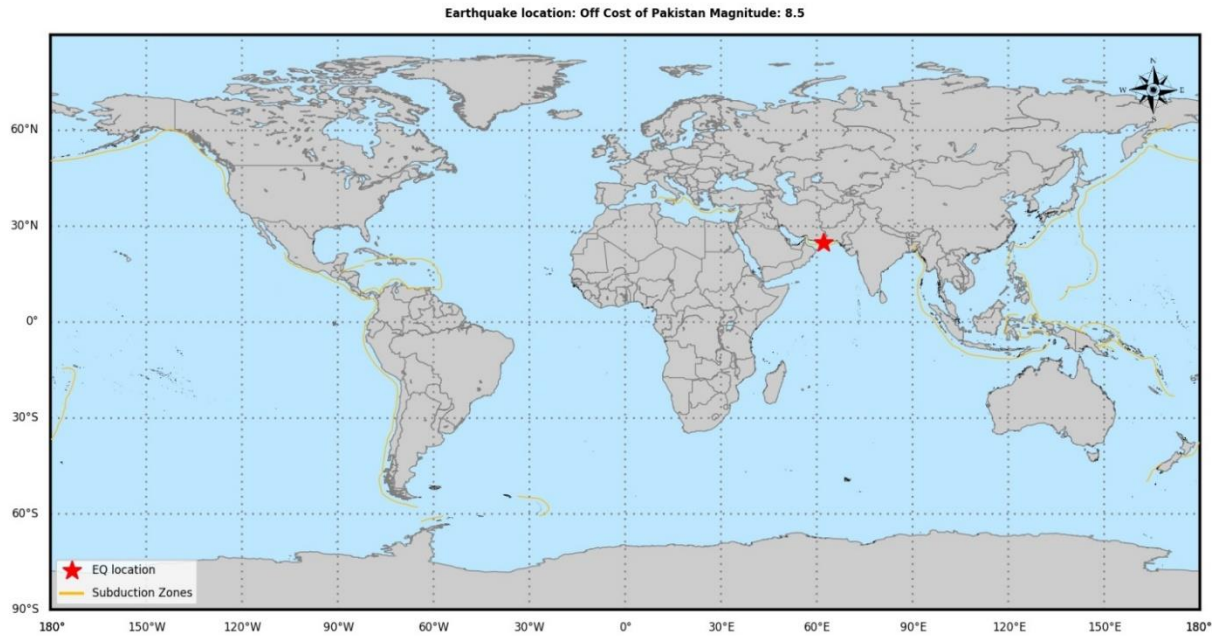 Earthquake location: Off Cost of Pakistan Magnitude: 8.5
N
W E
S
60°N
30°N
0°
30°S
60°S
90°S
EQ location
Subduction Zones
180° 150°W 120°W 90°W 60°W 30°W 0° 30°E 60°E 90°E 120°E 150°E 180°